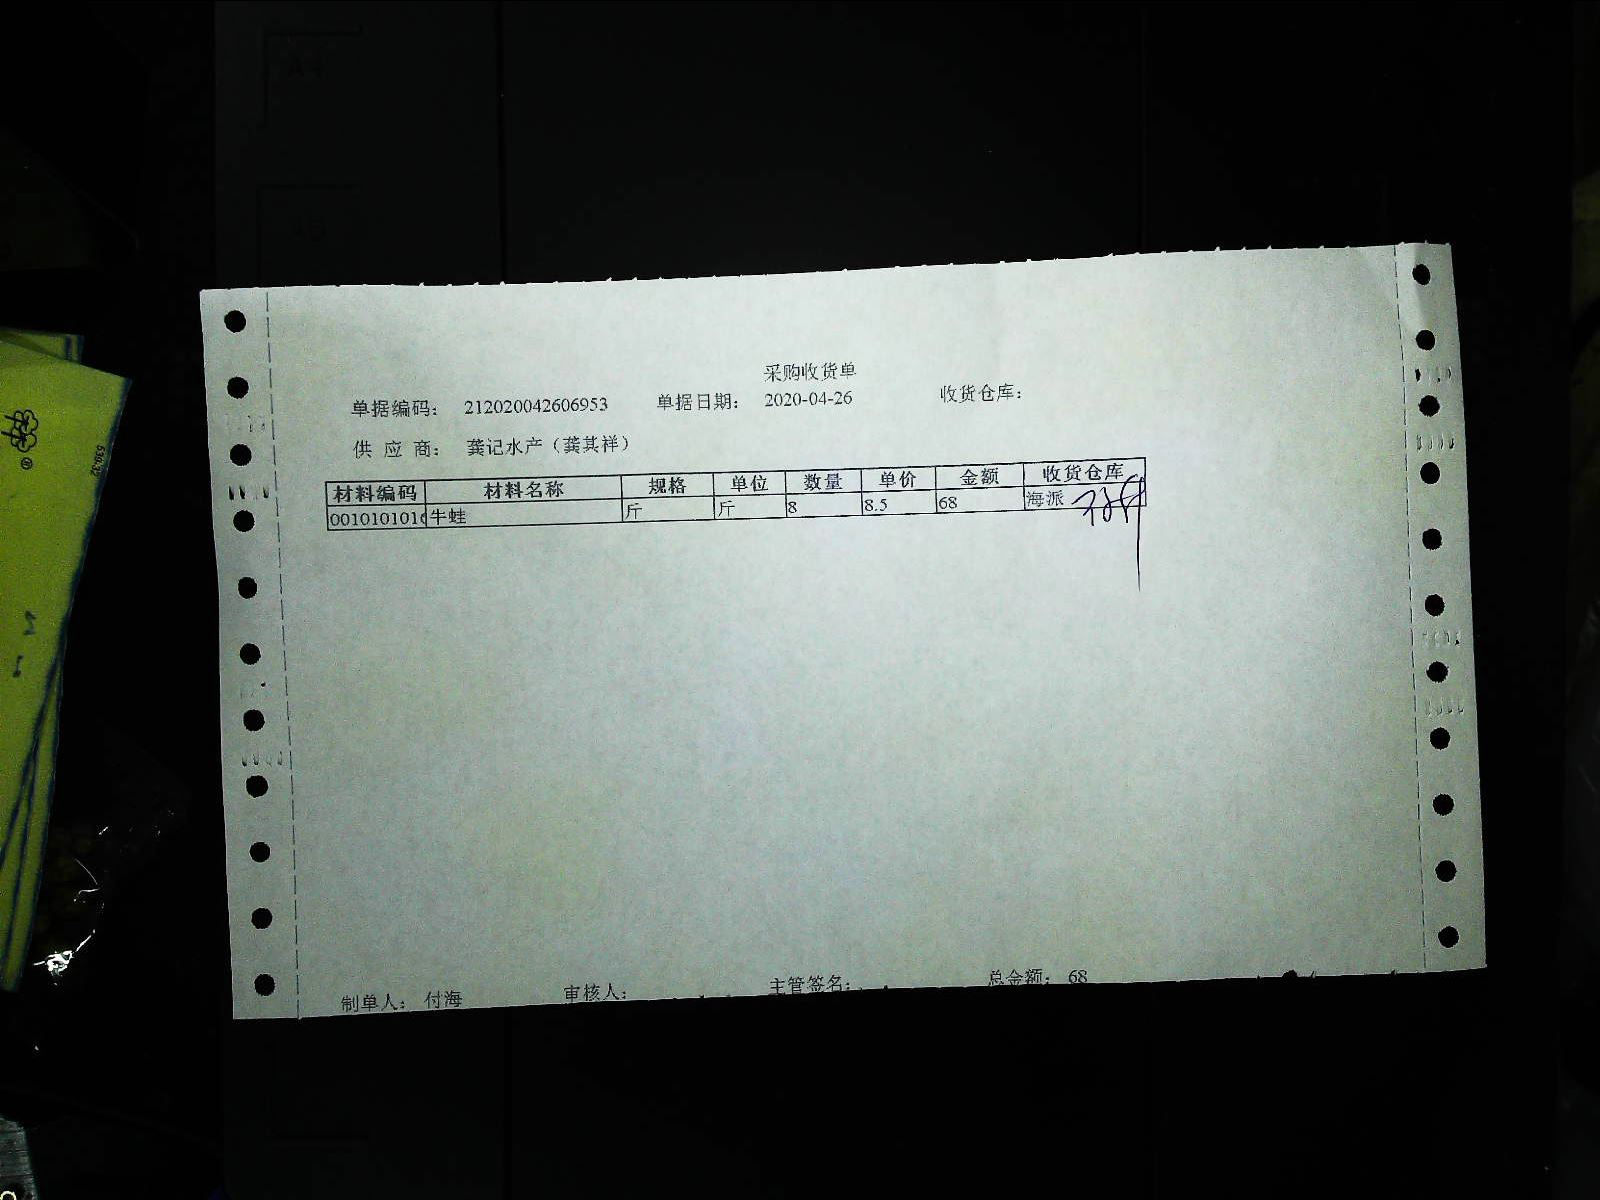 采购收货单
单据编码： 212020042606953 单据日期： 2020-04-26 收货仓库：
供 应 商： 龚记水产（龚其祥）
材料编码 材料名称 规格 单位 数量 单价 金额 收货仓库
001010101 牛蛙 斤 斤 8 8.5 68 海派
制单人： 付海 审核人： 主管签名： 总金额： 68